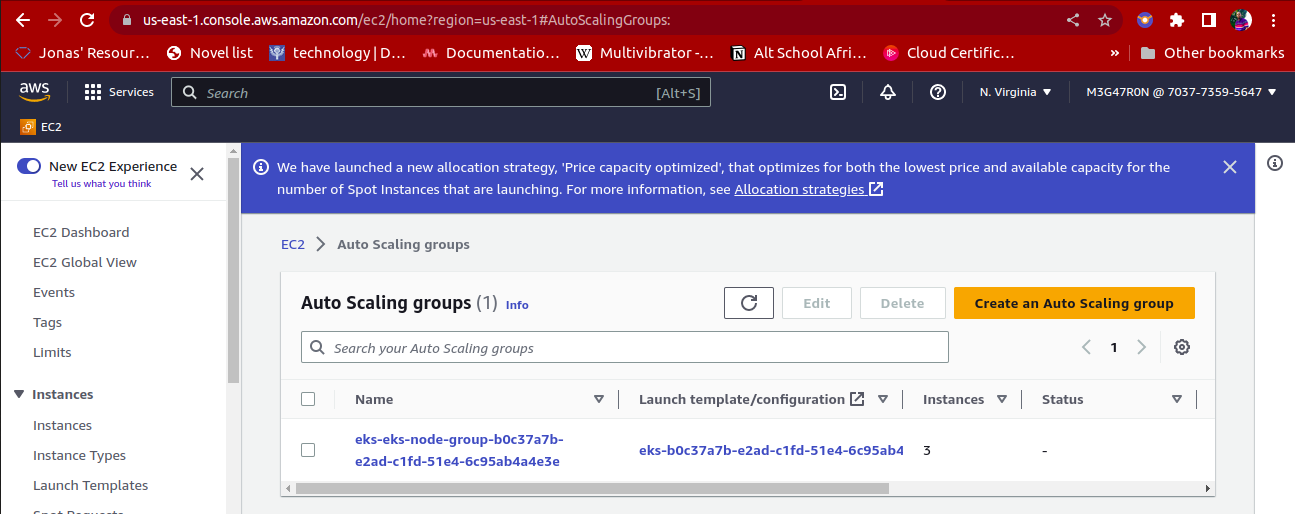 us-east-1.console.aws.amazon.com/ec2/home?region=us-east-1#AutoScalingGroups:
Jonas' Resour… Novel list technology | D… Documentatio… Multivibrator -… Alt School Afri… Cloud Certific… » Other bookmarks
aws Services Search [Alt+S] N. Virginia M3G47R0N @ 7037-7359-5647
EC2
New EC2 Experience
Tell us what you think
We have launched a new allocation strategy, 'Price capacity optimized', that optimizes for both the lowest price and available capacity for the
number of Spot Instances that are launching. For more information, see Allocation strategies
EC2 Dashboard
EC2 Global View
Events
Tags
Limits
Instances
Instances
Instance Types
Launch Templates
Spot Requests
EC2 > Auto Scaling groups
Auto Scaling groups (1) Info
Edit Delete Create an Auto Scaling group
Search your Auto Scaling groups
1
Name Launch template/configuration Instances Status
eks-eks-node-group-b0c37a7b-
e2ad-c1fd-51e4-6c95ab4a4e3e
eks-b0c37a7b-e2ad-c1fd-51e4-6c95ab4 3 -